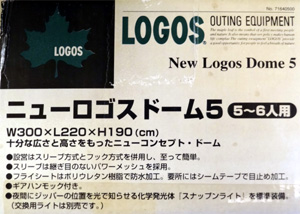 No. 71840500
LOGOS
LOGOS OUTING EQUIPMENT
New Logos Dome 5
ニューロゴスドーム5 5～6人用
W300×L220×H190(cm)
十分な広さと高さをもったニューコンセプト・ドーム
●設営はスリーブ方式とフック方式を併用し、至って簡単。
●スリーブは継ぎ目のないパワーメッシュを採用。
●フライシートはポリウレタン樹脂で防水加工。要所にはシームテープで目止め加工。
●ギアハンモック付き。
●夜間にジッパーの位置を光で知らせる化学発光体「スナップンライト」を標準装備。
(交換用ライトは別売です。)